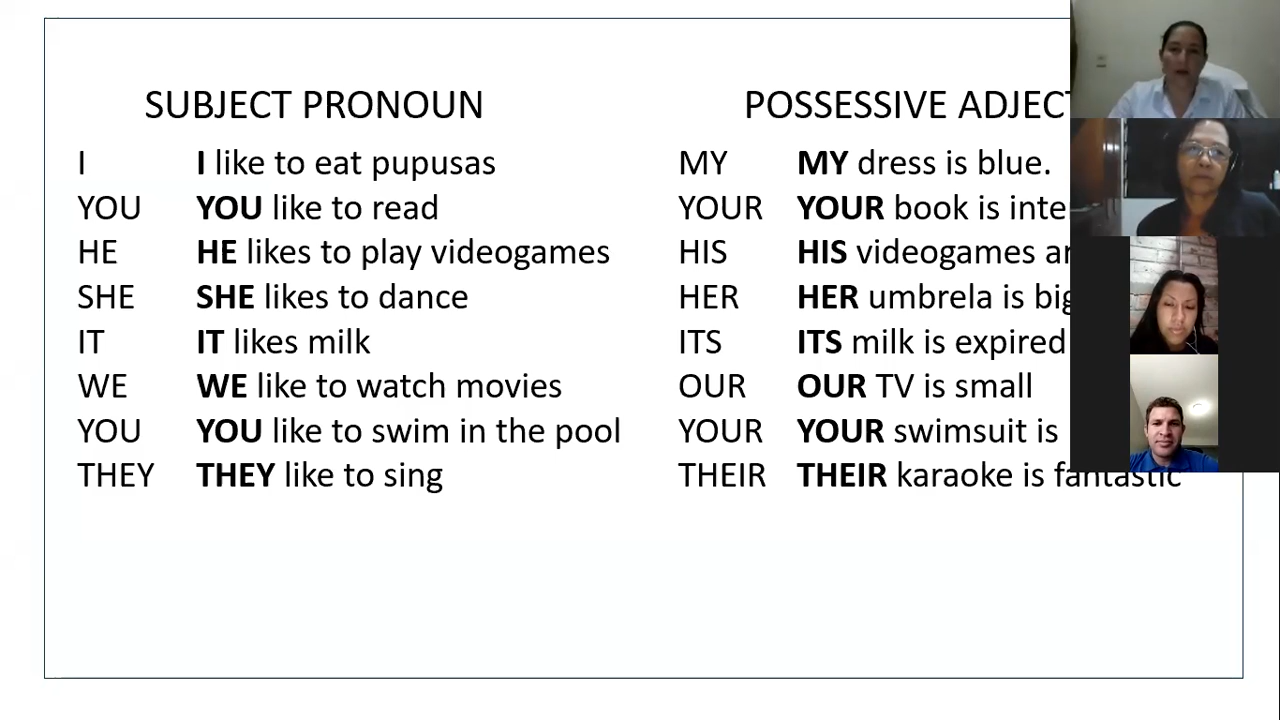 SUBJECT PRONOUN
I I like to eat pupusas
YOU YOU like to read
HE HE likes to play videogames
SHE SHE likes to dance
IT IT likes milk
WE WE like to watch movies
YOU YOU like to swim in the pool
THEY THEY like to sing
POSSESSIVE
MY MY dress is blue.
YOUR YOUR book is
HIS HIS videogames
HER HER umbrela is big
ITS ITS milk is expired
OUR OUR TV is small
YOUR YOUR swimsuit is
THEIR THEIR karaoke is fantastic